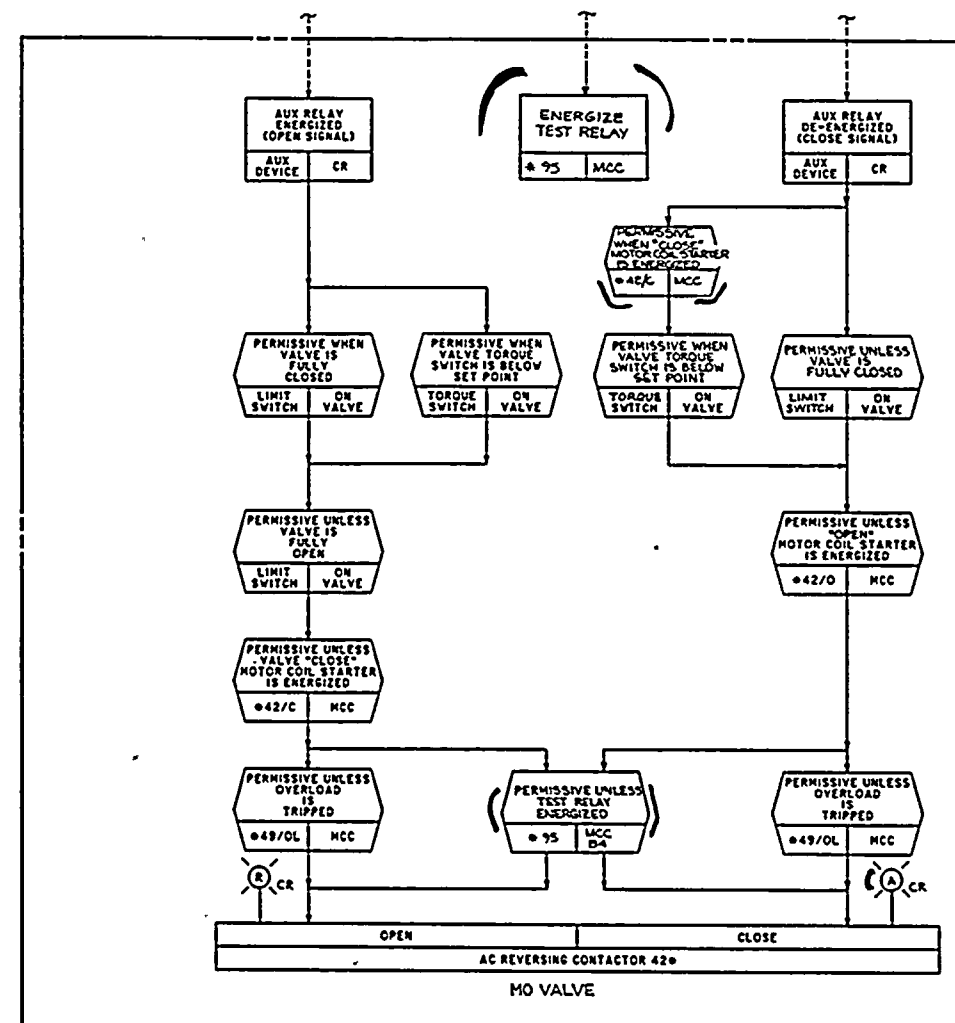 AUX RELAY
ENERGIZED
(OPEN SIGNAL)
AUX
DEVICE
CR
ENERGIZE
TEST RELAY
* 95
MCC
AUX RELAY
DE-ENERGIZED
(CLOSE SIGNAL)
AUX
DEVICE
CR
PERMISSIVE
WHEN "CLOSE"
MOTOR COIL STARTER
IS ENERGIZED
*42/C
MCC
PERMISSIVE WHEN
VALVE IS
FULLY
CLOSED
LIMIT
SWITCH
ON
VALVE
PERMISSIVE WHEN
VALVE TORQUE
SWITCH IS BELOW
SET POINT
TORQUE
SWITCH
ON
VALVE
PERMISSIVE WHEN
VALVE TORQUE
SWITCH IS BELOW
SET POINT
TORQUE
SWITCH
ON
VALVE
PERMISSIVE UNLESS
VALVE IS
FULLY CLOSED
LIMIT
SWITCH
ON
VALVE
PERMISSIVE UNLESS
VALVE IS
FULLY
OPEN
LIMIT
SWITCH
ON
VALVE
PERMISSIVE UNLESS
"OPEN"
MOTOR COIL STARTER
IS ENERGIZED
*42/O
MCC
PERMISSIVE UNLESS
VALVE "CLOSE"
MOTOR COIL STARTER
IS ENERGIZED
*42/C
MCC
PERMISSIVE UNLESS
OVERLOAD
IS
TRIPPED
*49/OL
MCC
PERMISSIVE UNLESS
TEST RELAY
ENERGIZED
* 95
MCC
PERMISSIVE UNLESS
OVERLOAD
IS
TRIPPED
*49/OL
MCC
R
CR
A
CR
OPEN
CLOSE
AC REVERSING CONTACTOR 42*
MO VALVE